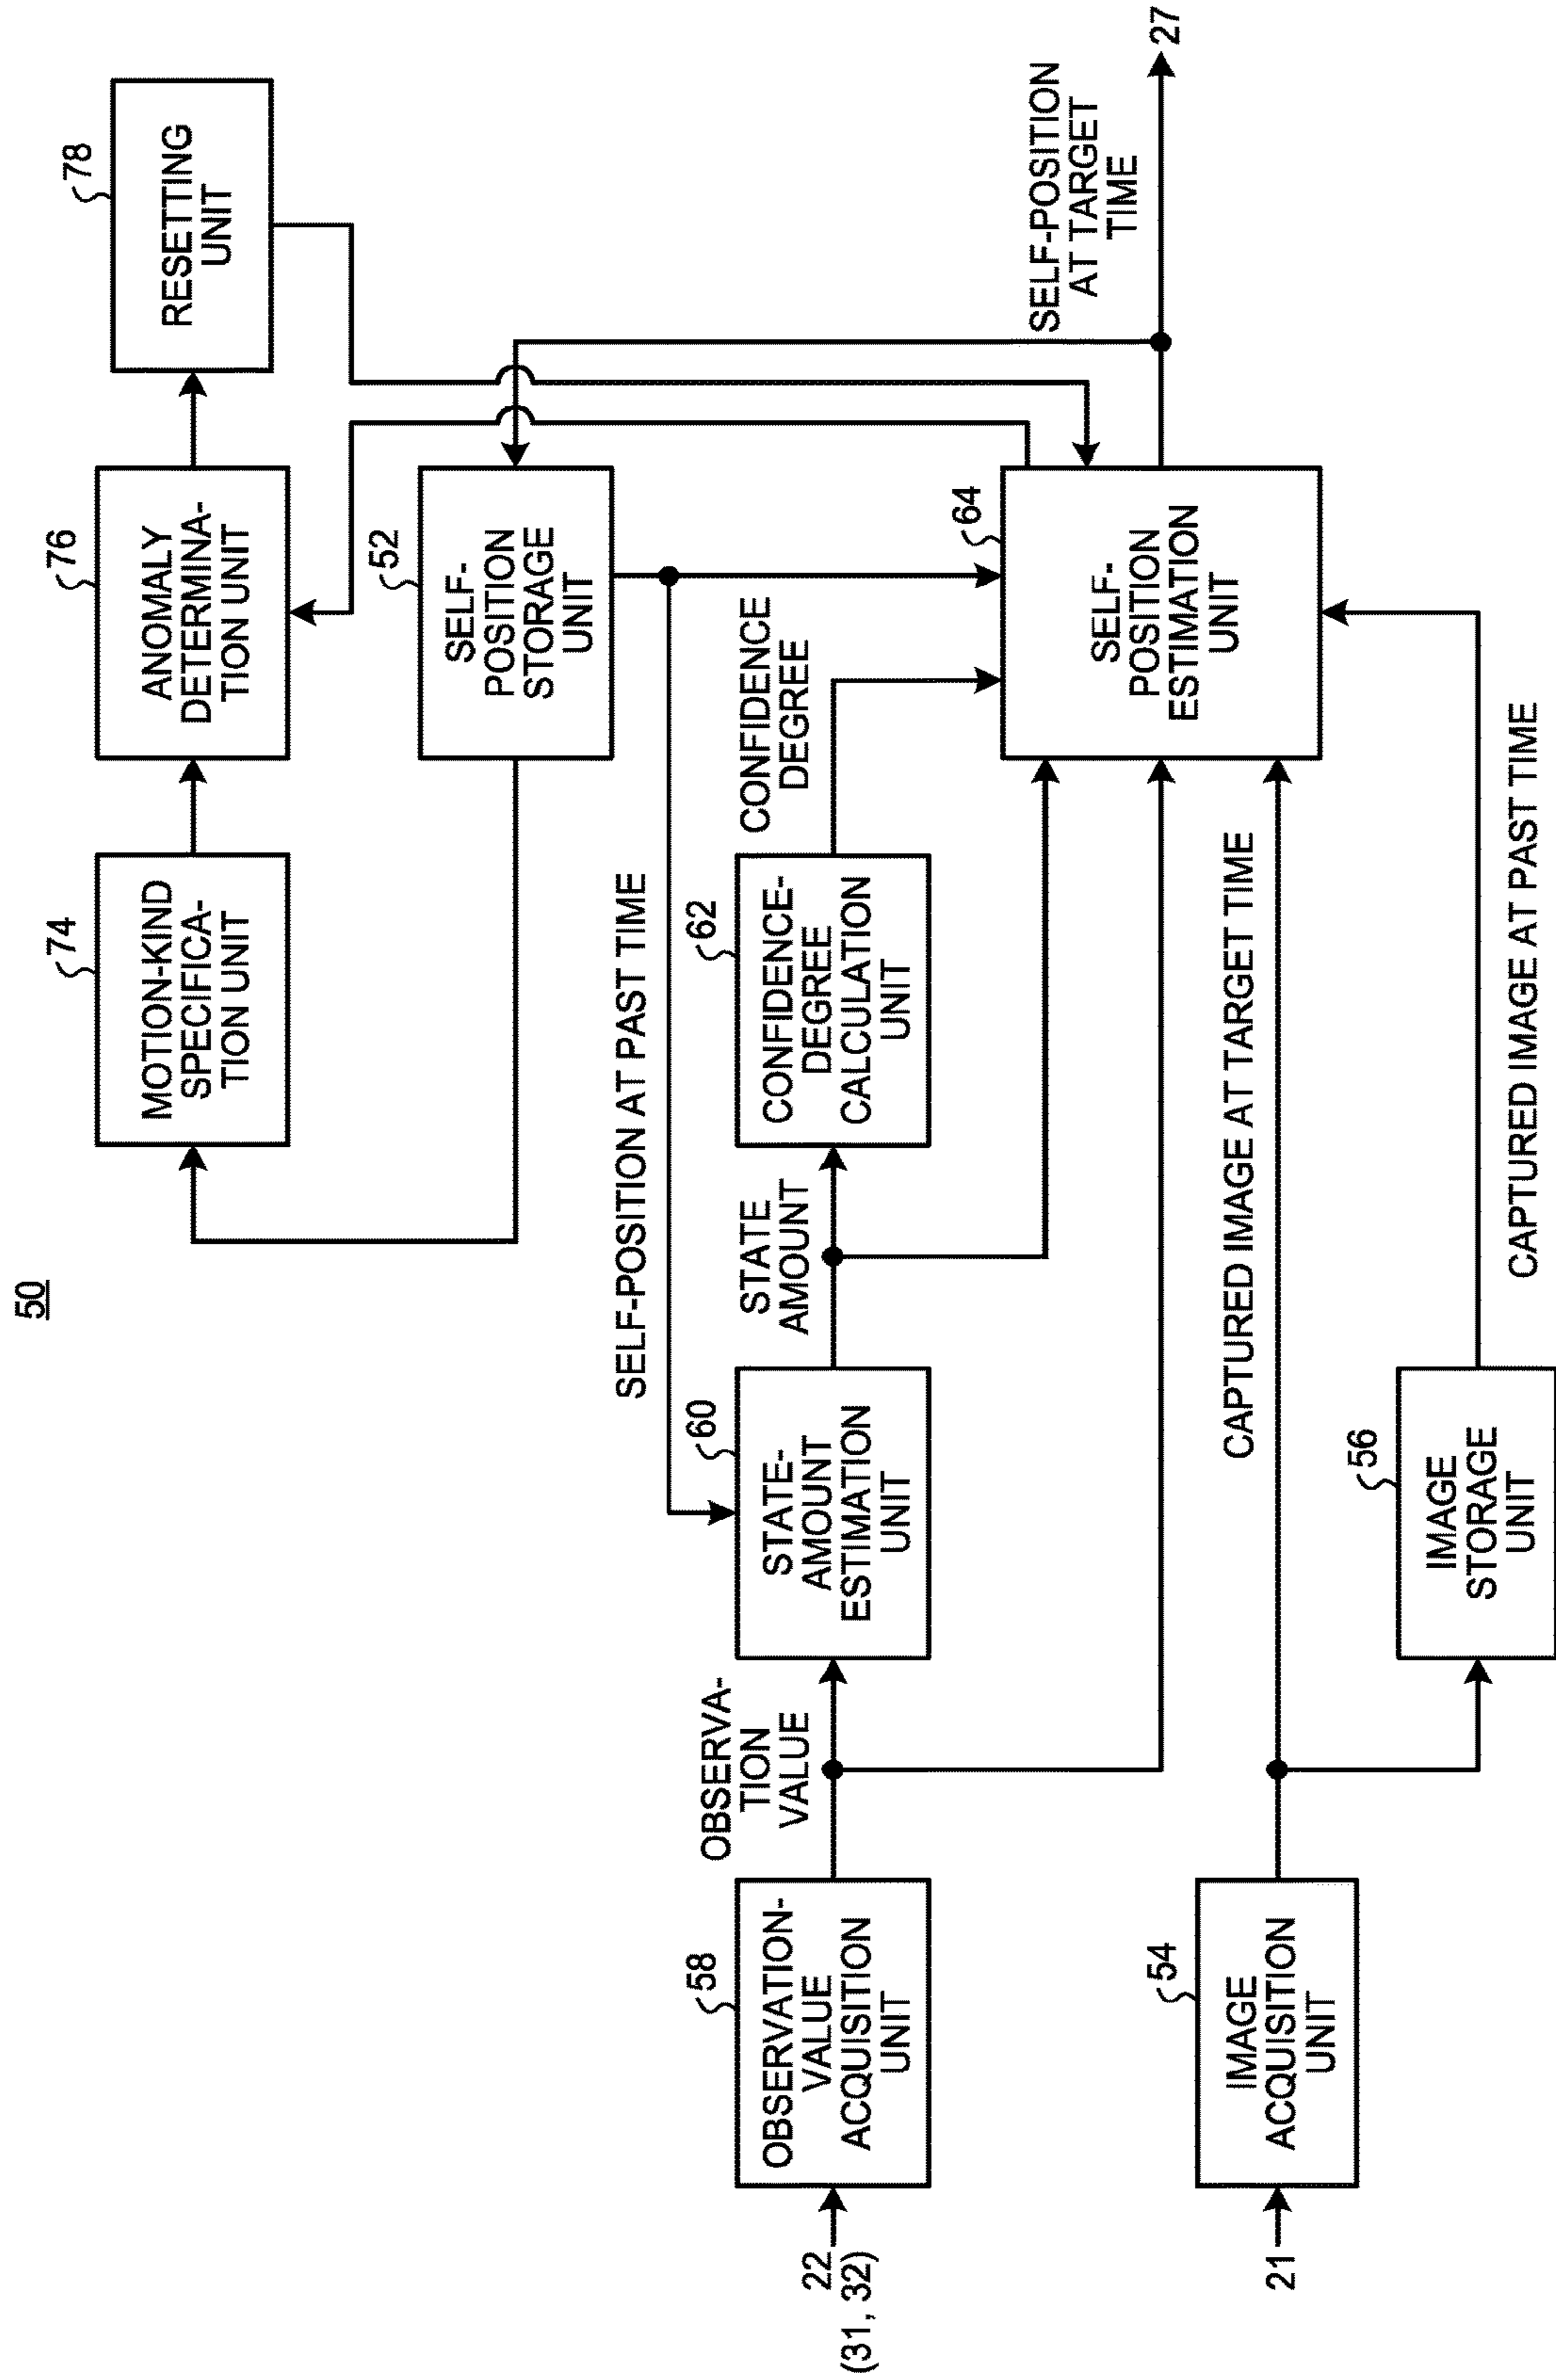 50
74
MOTION-KIND
SPECIFICA-
TION UNIT
76
ANOMALY
DETERMINA-
TION UNIT
78
RESETTING
UNIT
52
SELF-
POSITION
STORAGE
UNIT
SELF-POSITION AT PAST TIME
22
(31, 32)
58
OBSERVATION-
VALUE
ACQUISITION
UNIT
OBSERVA-
TION
VALUE
60
STATE-
AMOUNT
ESTIMATION
UNIT
STATE
AMOUNT
62
CONFIDENCE-
DEGREE
CALCULATION
UNIT
CONFIDENCE
DEGREE
64
SELF-
POSITION
ESTIMATION
UNIT
SELF-POSITION
AT TARGET
TIME
27
21
54
IMAGE
ACQUISITION
UNIT
CAPTURED IMAGE AT TARGET TIME
56
IMAGE
STORAGE
UNIT
CAPTURED IMAGE AT PAST TIME